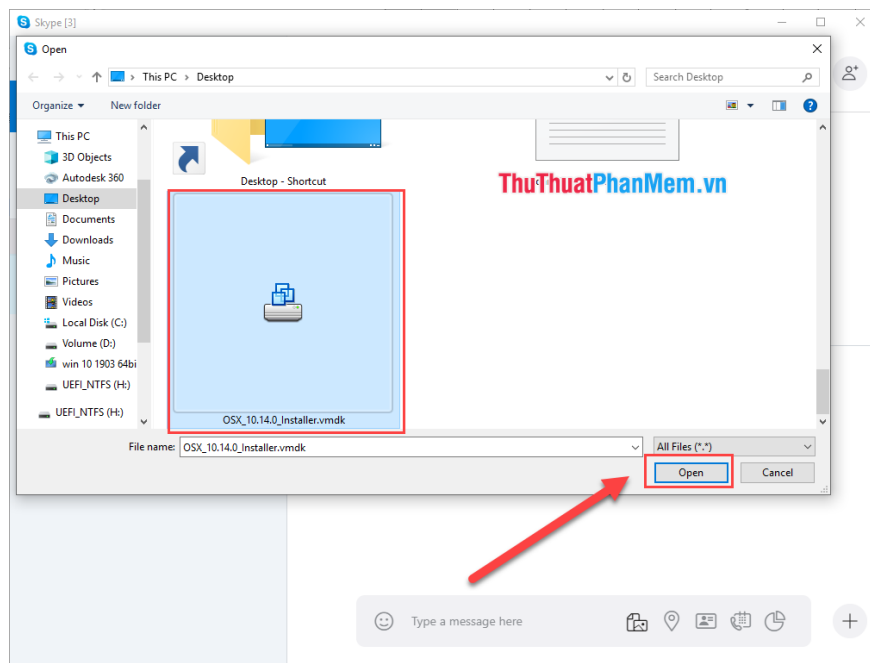 Skype [3]
Open
This PC > Desktop
Search Desktop
Organize
New folder
This PC
3D Objects
Autodesk 360
Desktop
Documents
Downloads
Music
Pictures
Videos
Local Disk (C:)
Volume (D:)
win 10 1903 64bi
UEFI_NTFS (H:)
UEFI_NTFS (H:)
Desktop - Shortcut
ThuThuatPhanMem.vn
OSX_10.14.0_Installer.vmdk
File name: OSX_10.14.0_Installer.vmdk
All Files (*.*)
Open
Cancel
Type a message here